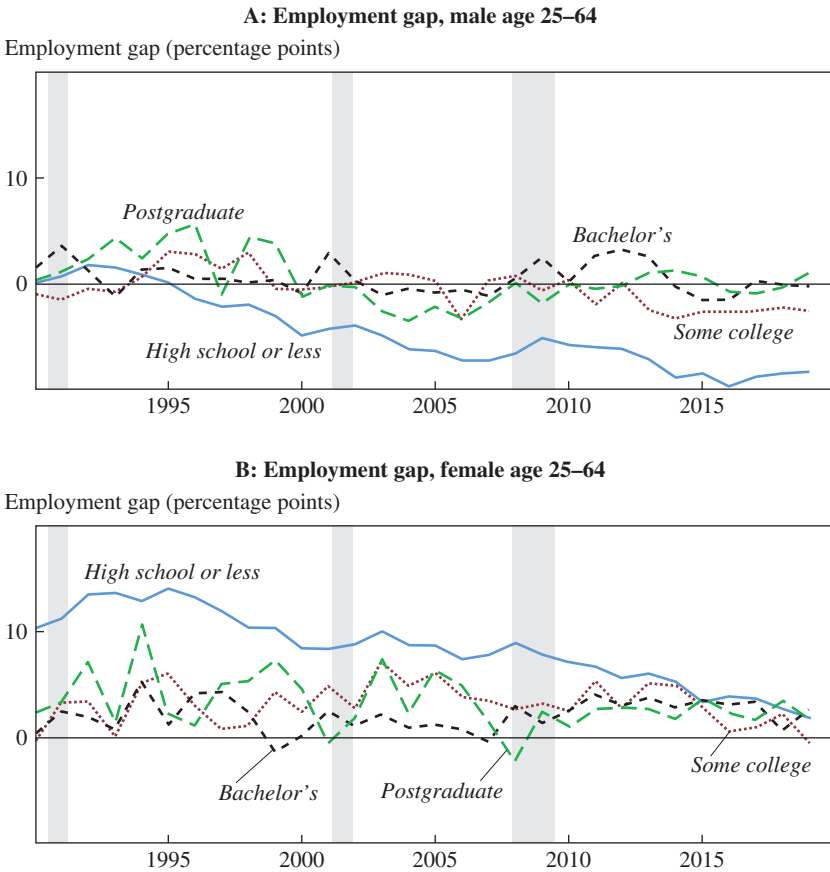 A: Employment gap, male age 25–64
Employment gap (percentage points)
10
Postgraduate
Bachelor's
0
Some college
High school or less
1995 2000 2005 2010 2015
B: Employment gap, female age 25–64
Employment gap (percentage points)
High school or less
10
0
Some college
Bachelor's
Postgraduate
1995 2000 2005 2010 2015